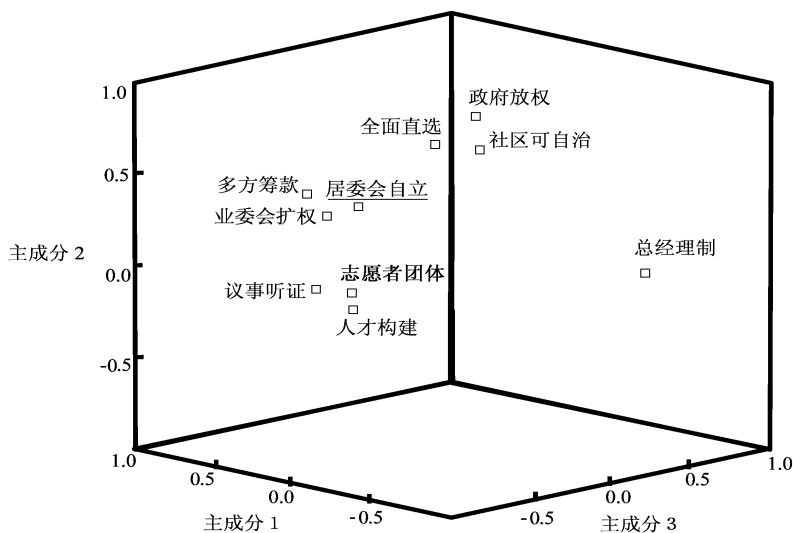 1.0
政府放权
全面直选
社区可自治
0.5
多方筹款
居委会自立
业委会扩权
主成分 2
总经理制
0.0
志愿者团体
议事听证
人才构建
-0.5
1.0
1.0
0.5
0.5
0.0
0.0
-0.5
-0.5
主成分 1
主成分 3